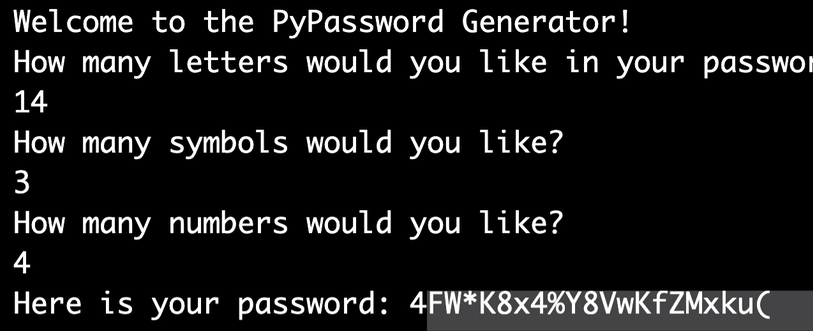 Welcome to the PyPassword Generator!
How many letters would you like in your
14
How many symbols would you like?
3
How many numbers would you like?
4
Here is your password: 4FW*K8x4%Y8VwKfZMxku(